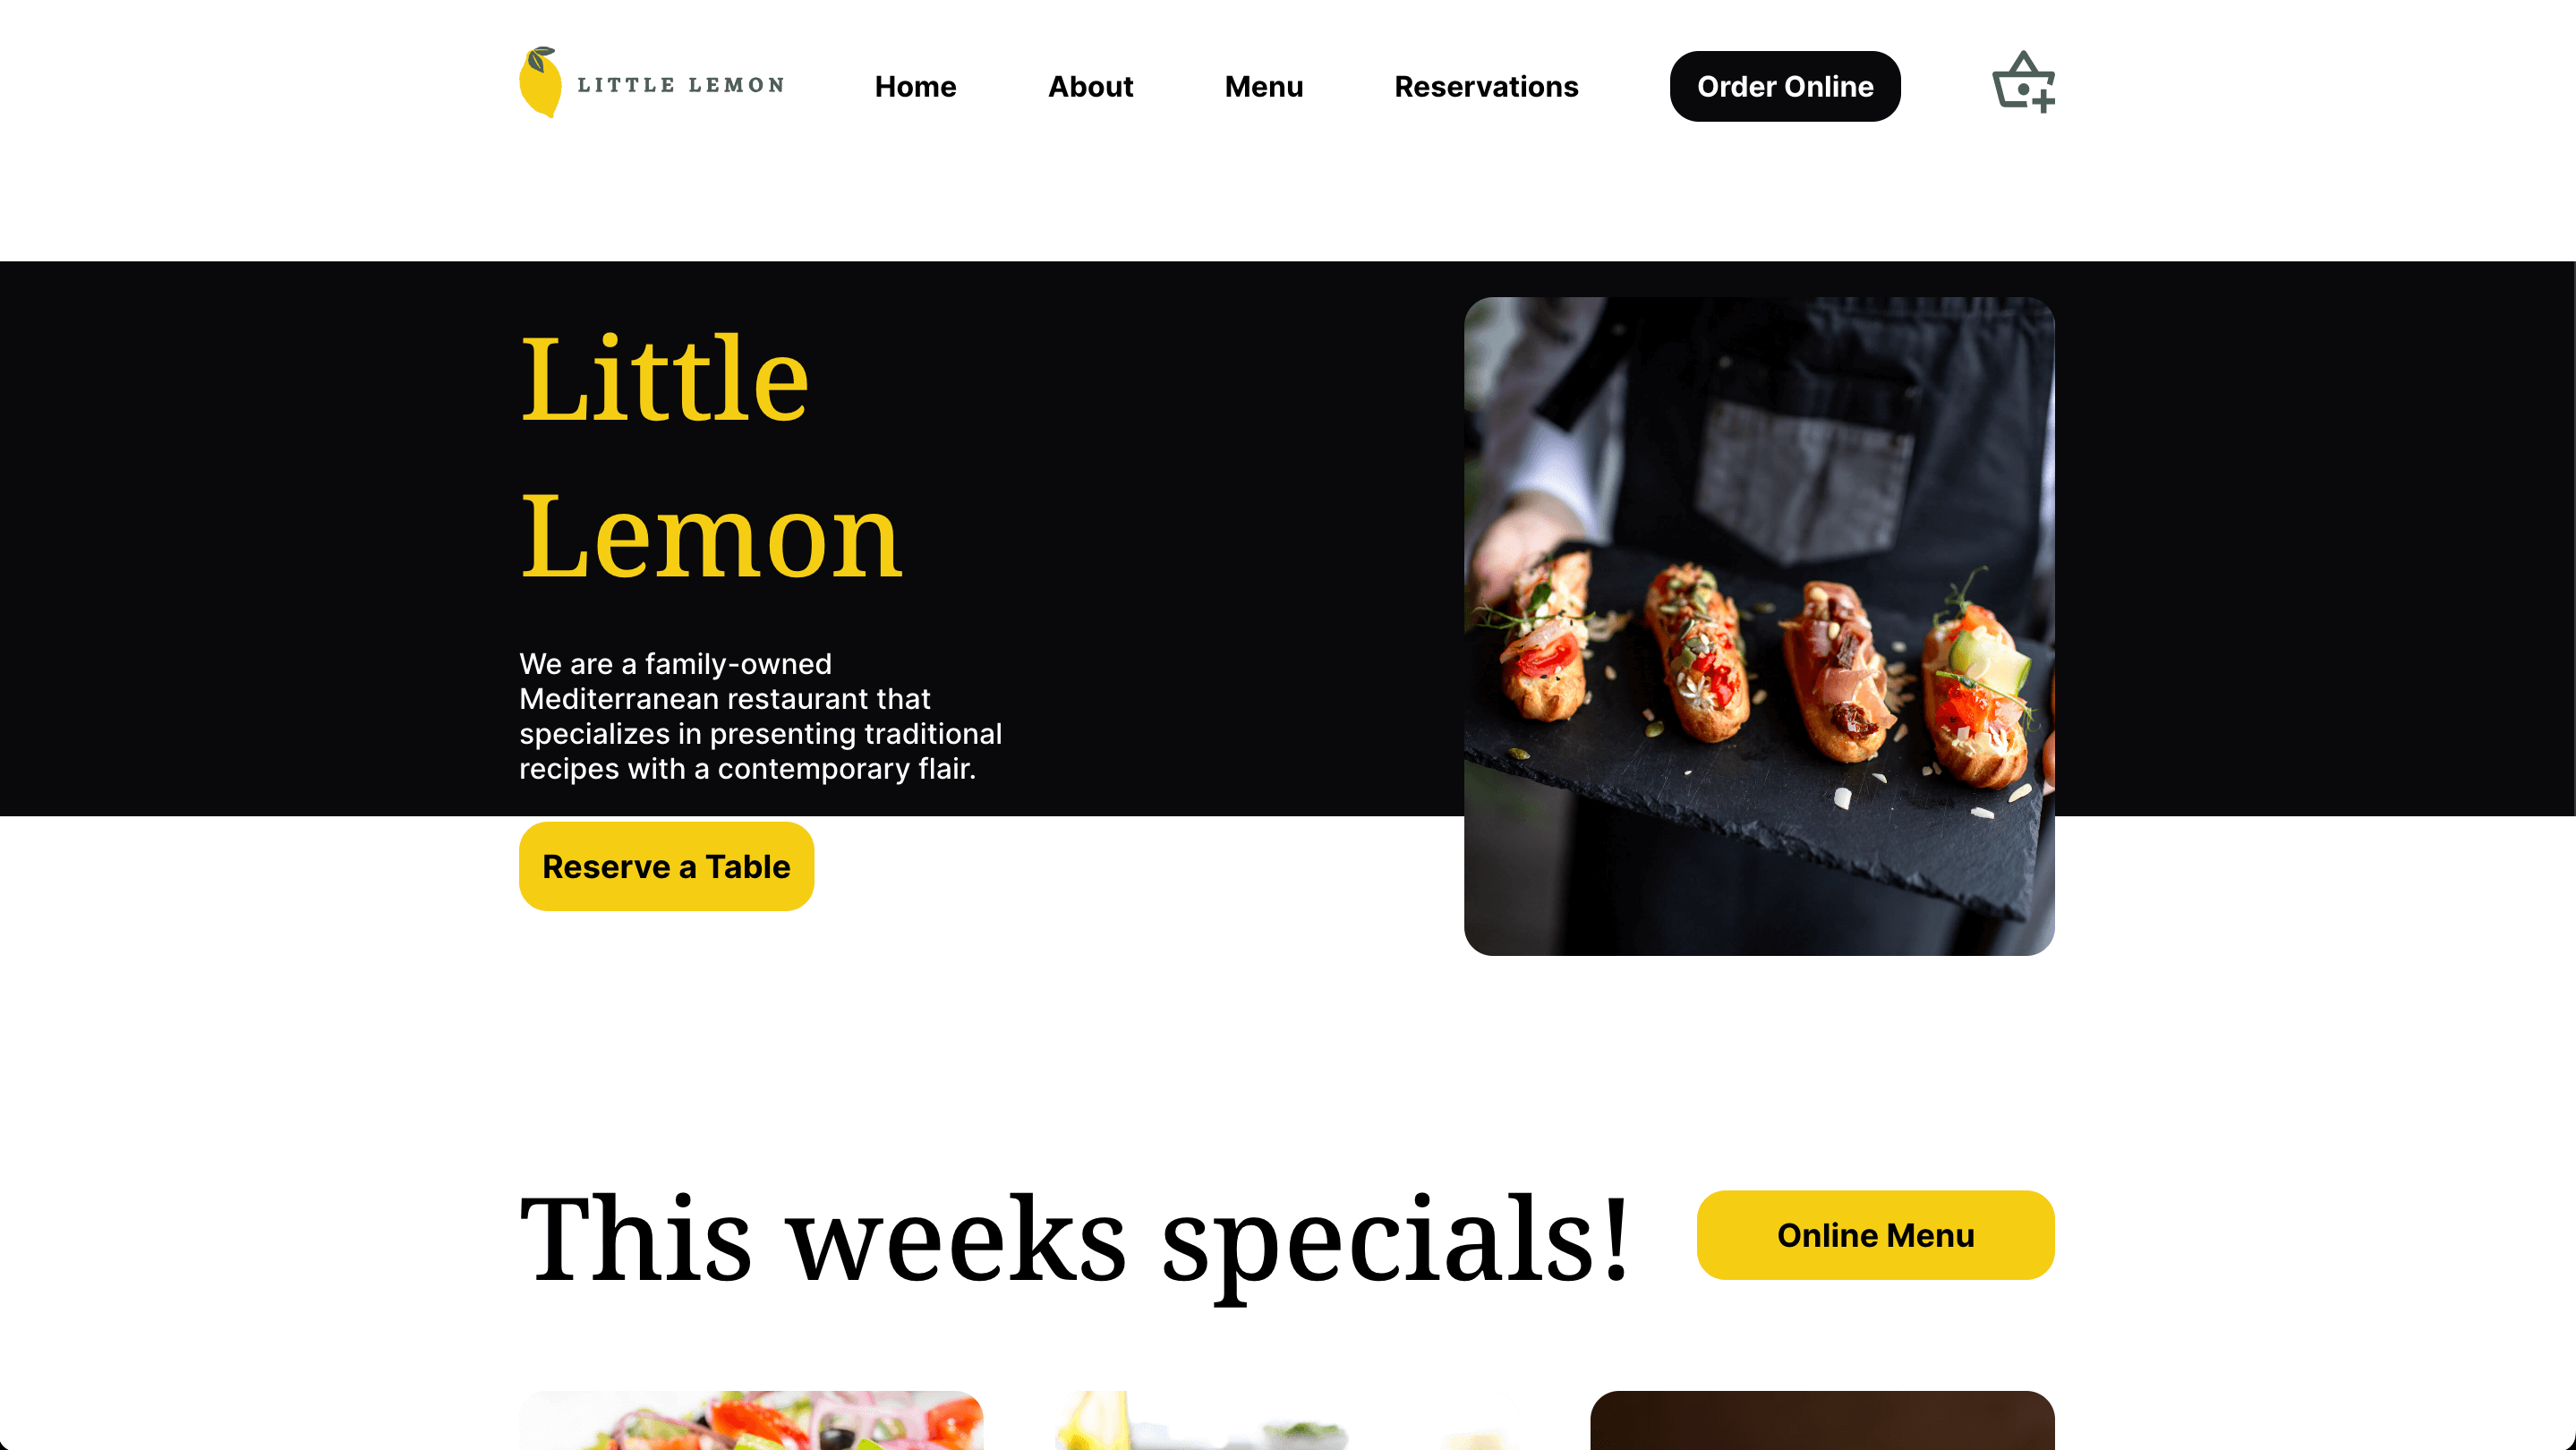 LITTLE LEMON
Home
About
Menu
Reservations
Order Online
Little
Lemon
We are a family-owned
Mediterranean restaurant that
specializes in presenting traditional
recipes with a contemporary flair.
Reserve a Table
This weeks specials!
Online Menu